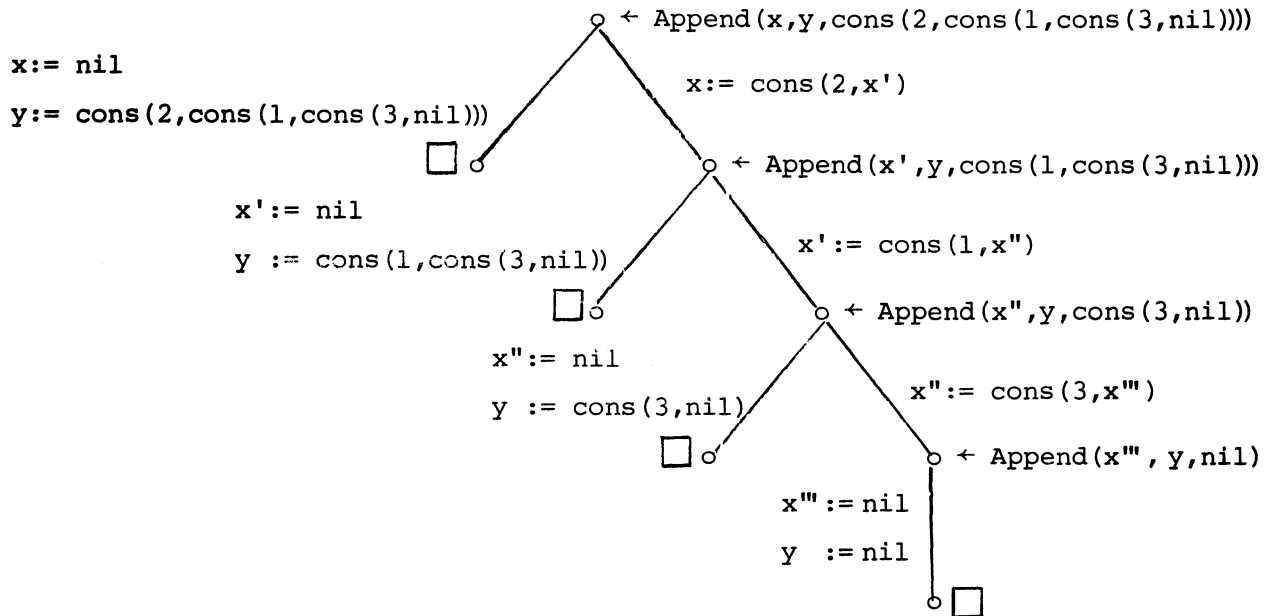 ← Append(x,y,cons(2,cons(1,cons(3,nil))))
x:= nil
x:= cons(2,x')
y:= cons(2,cons(1,cons(3,nil)))
← Append(x',y,cons(1,cons(3,nil)))
x':= nil
x':= cons(1,x")
y := cons(1,cons(3,nil))
← Append(x",y,cons(3,nil))
x":= nil
x":= cons(3,x"')
y := cons(3,nil)
← Append(x"', y,nil)
x"' := nil
y := nil